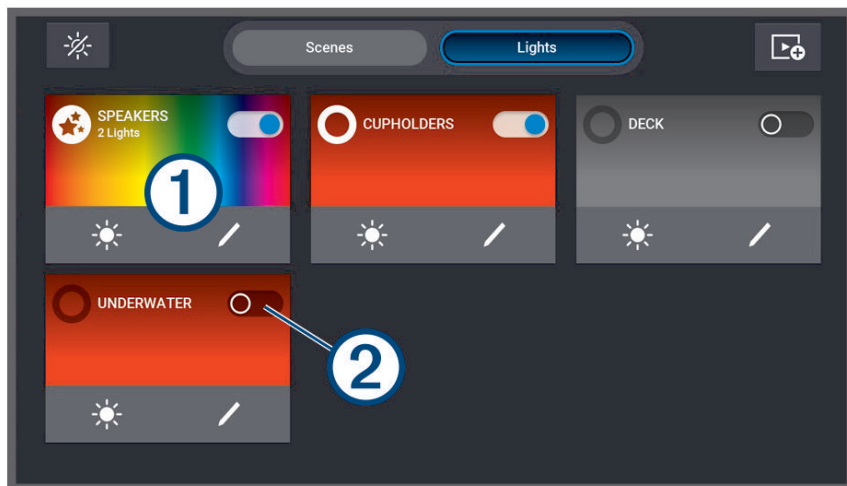 Scenes
Lights
SPEAKERS
2 Lights
CUPHOLDERS
DECK
1
UNDERWATER
2